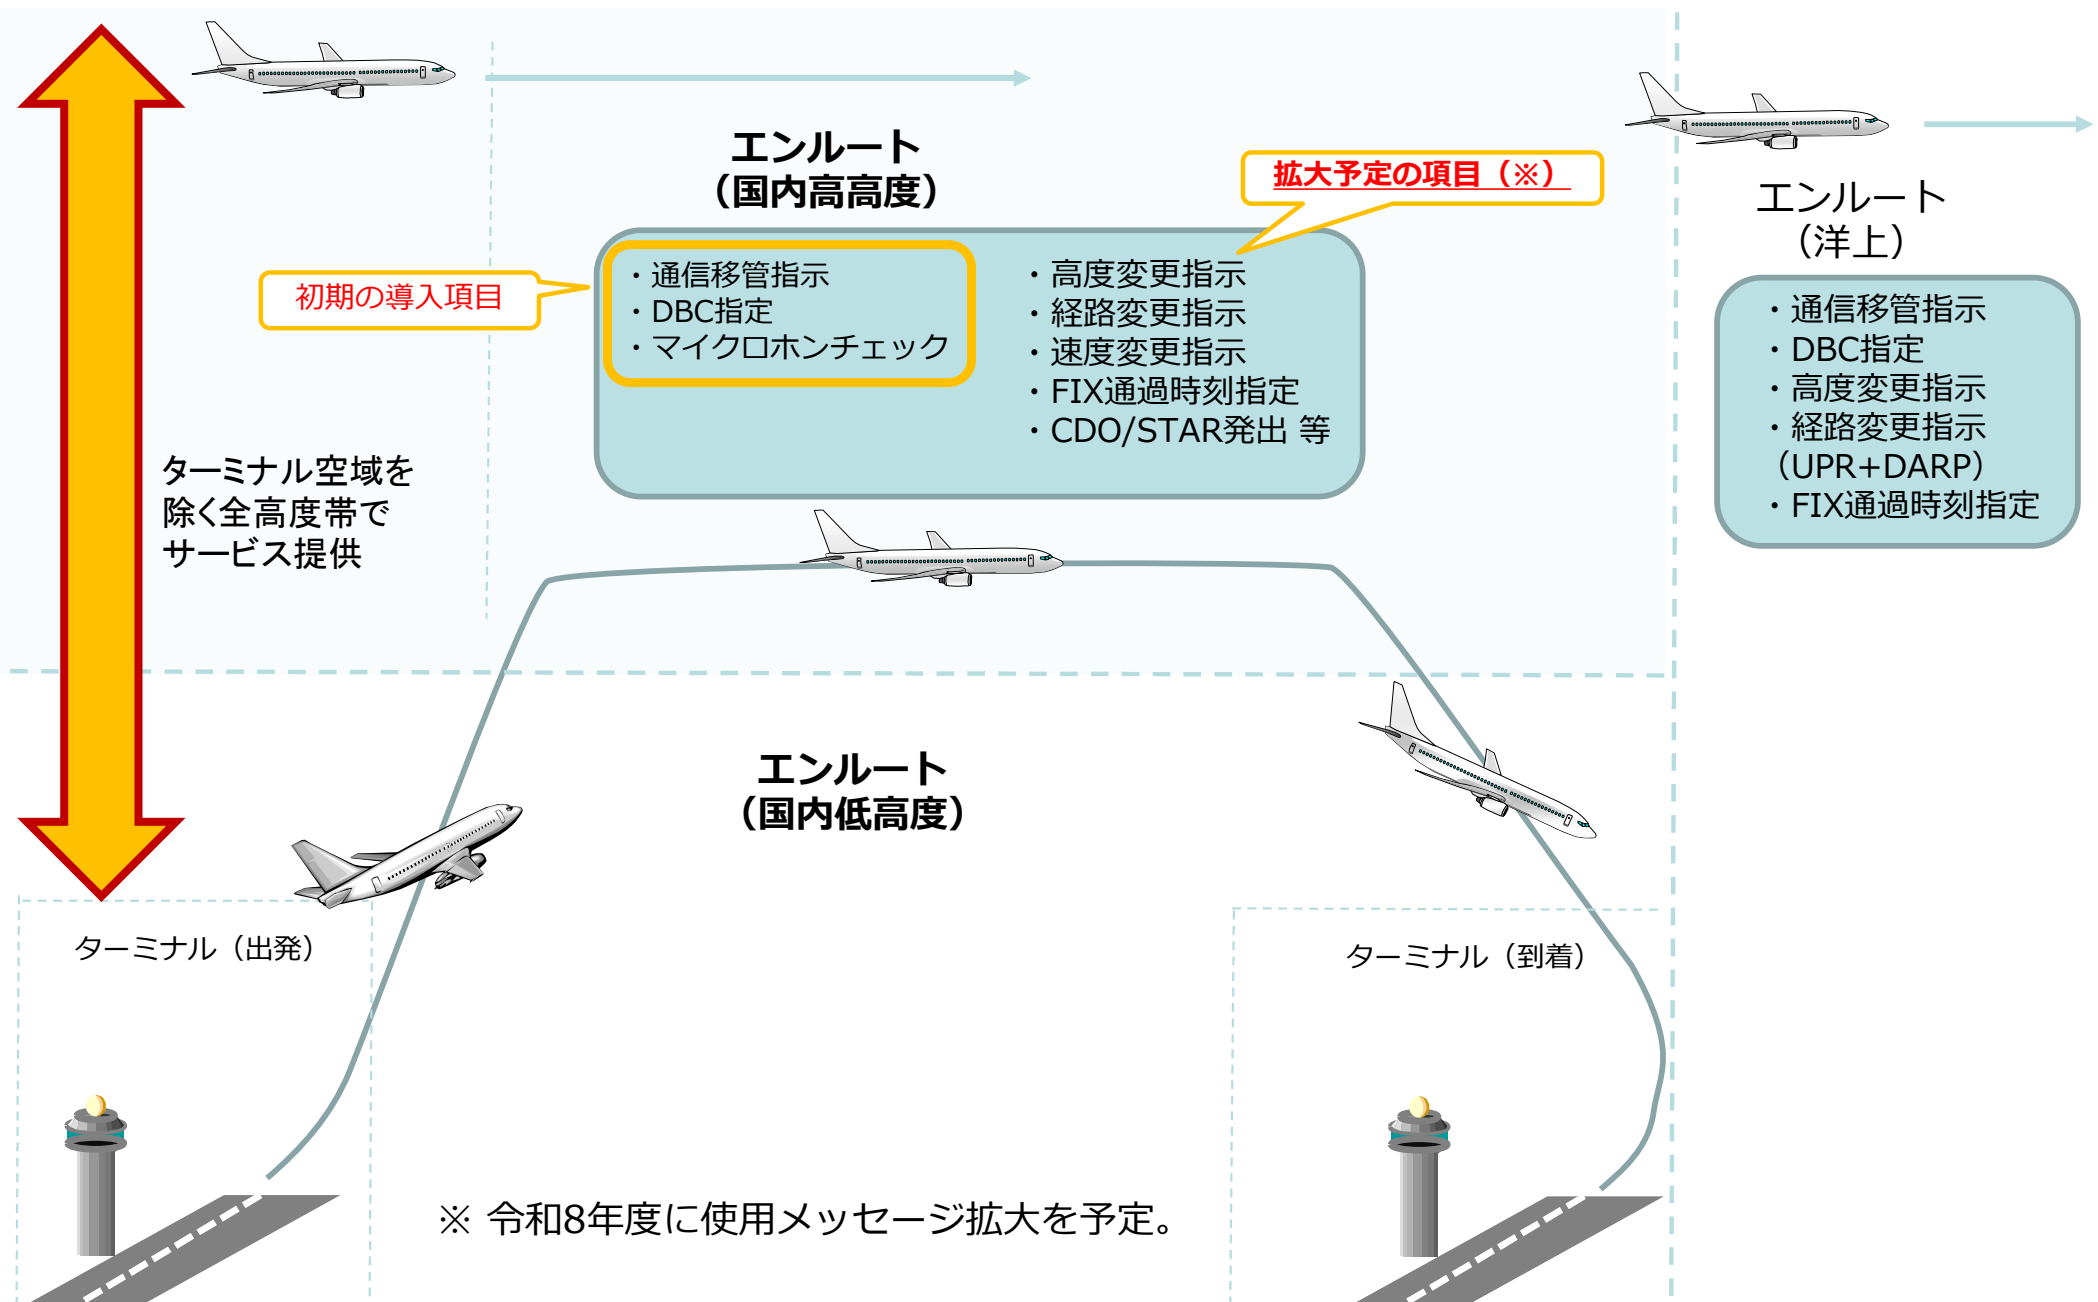 エンルート
（国内高高度）
拡大予定の項目（※）
初期の導入項目
・通信移管指示
・DBC指定
・マイクロホンチェック
・高度変更指示
・経路変更指示
・速度変更指示
・FIX通過時刻指定
・CDO/STAR発出 等
エンルート
（洋上）
・通信移管指示
・DBC指定
・高度変更指示
・経路変更指示
（UPR+DARP）
・FIX通過時刻指定
ターミナル空域を
除く全高度帯で
サービス提供
エンルート
（国内低高度）
ターミナル（出発）
ターミナル（到着）
※ 令和8年度に使用メッセージ拡大を予定。